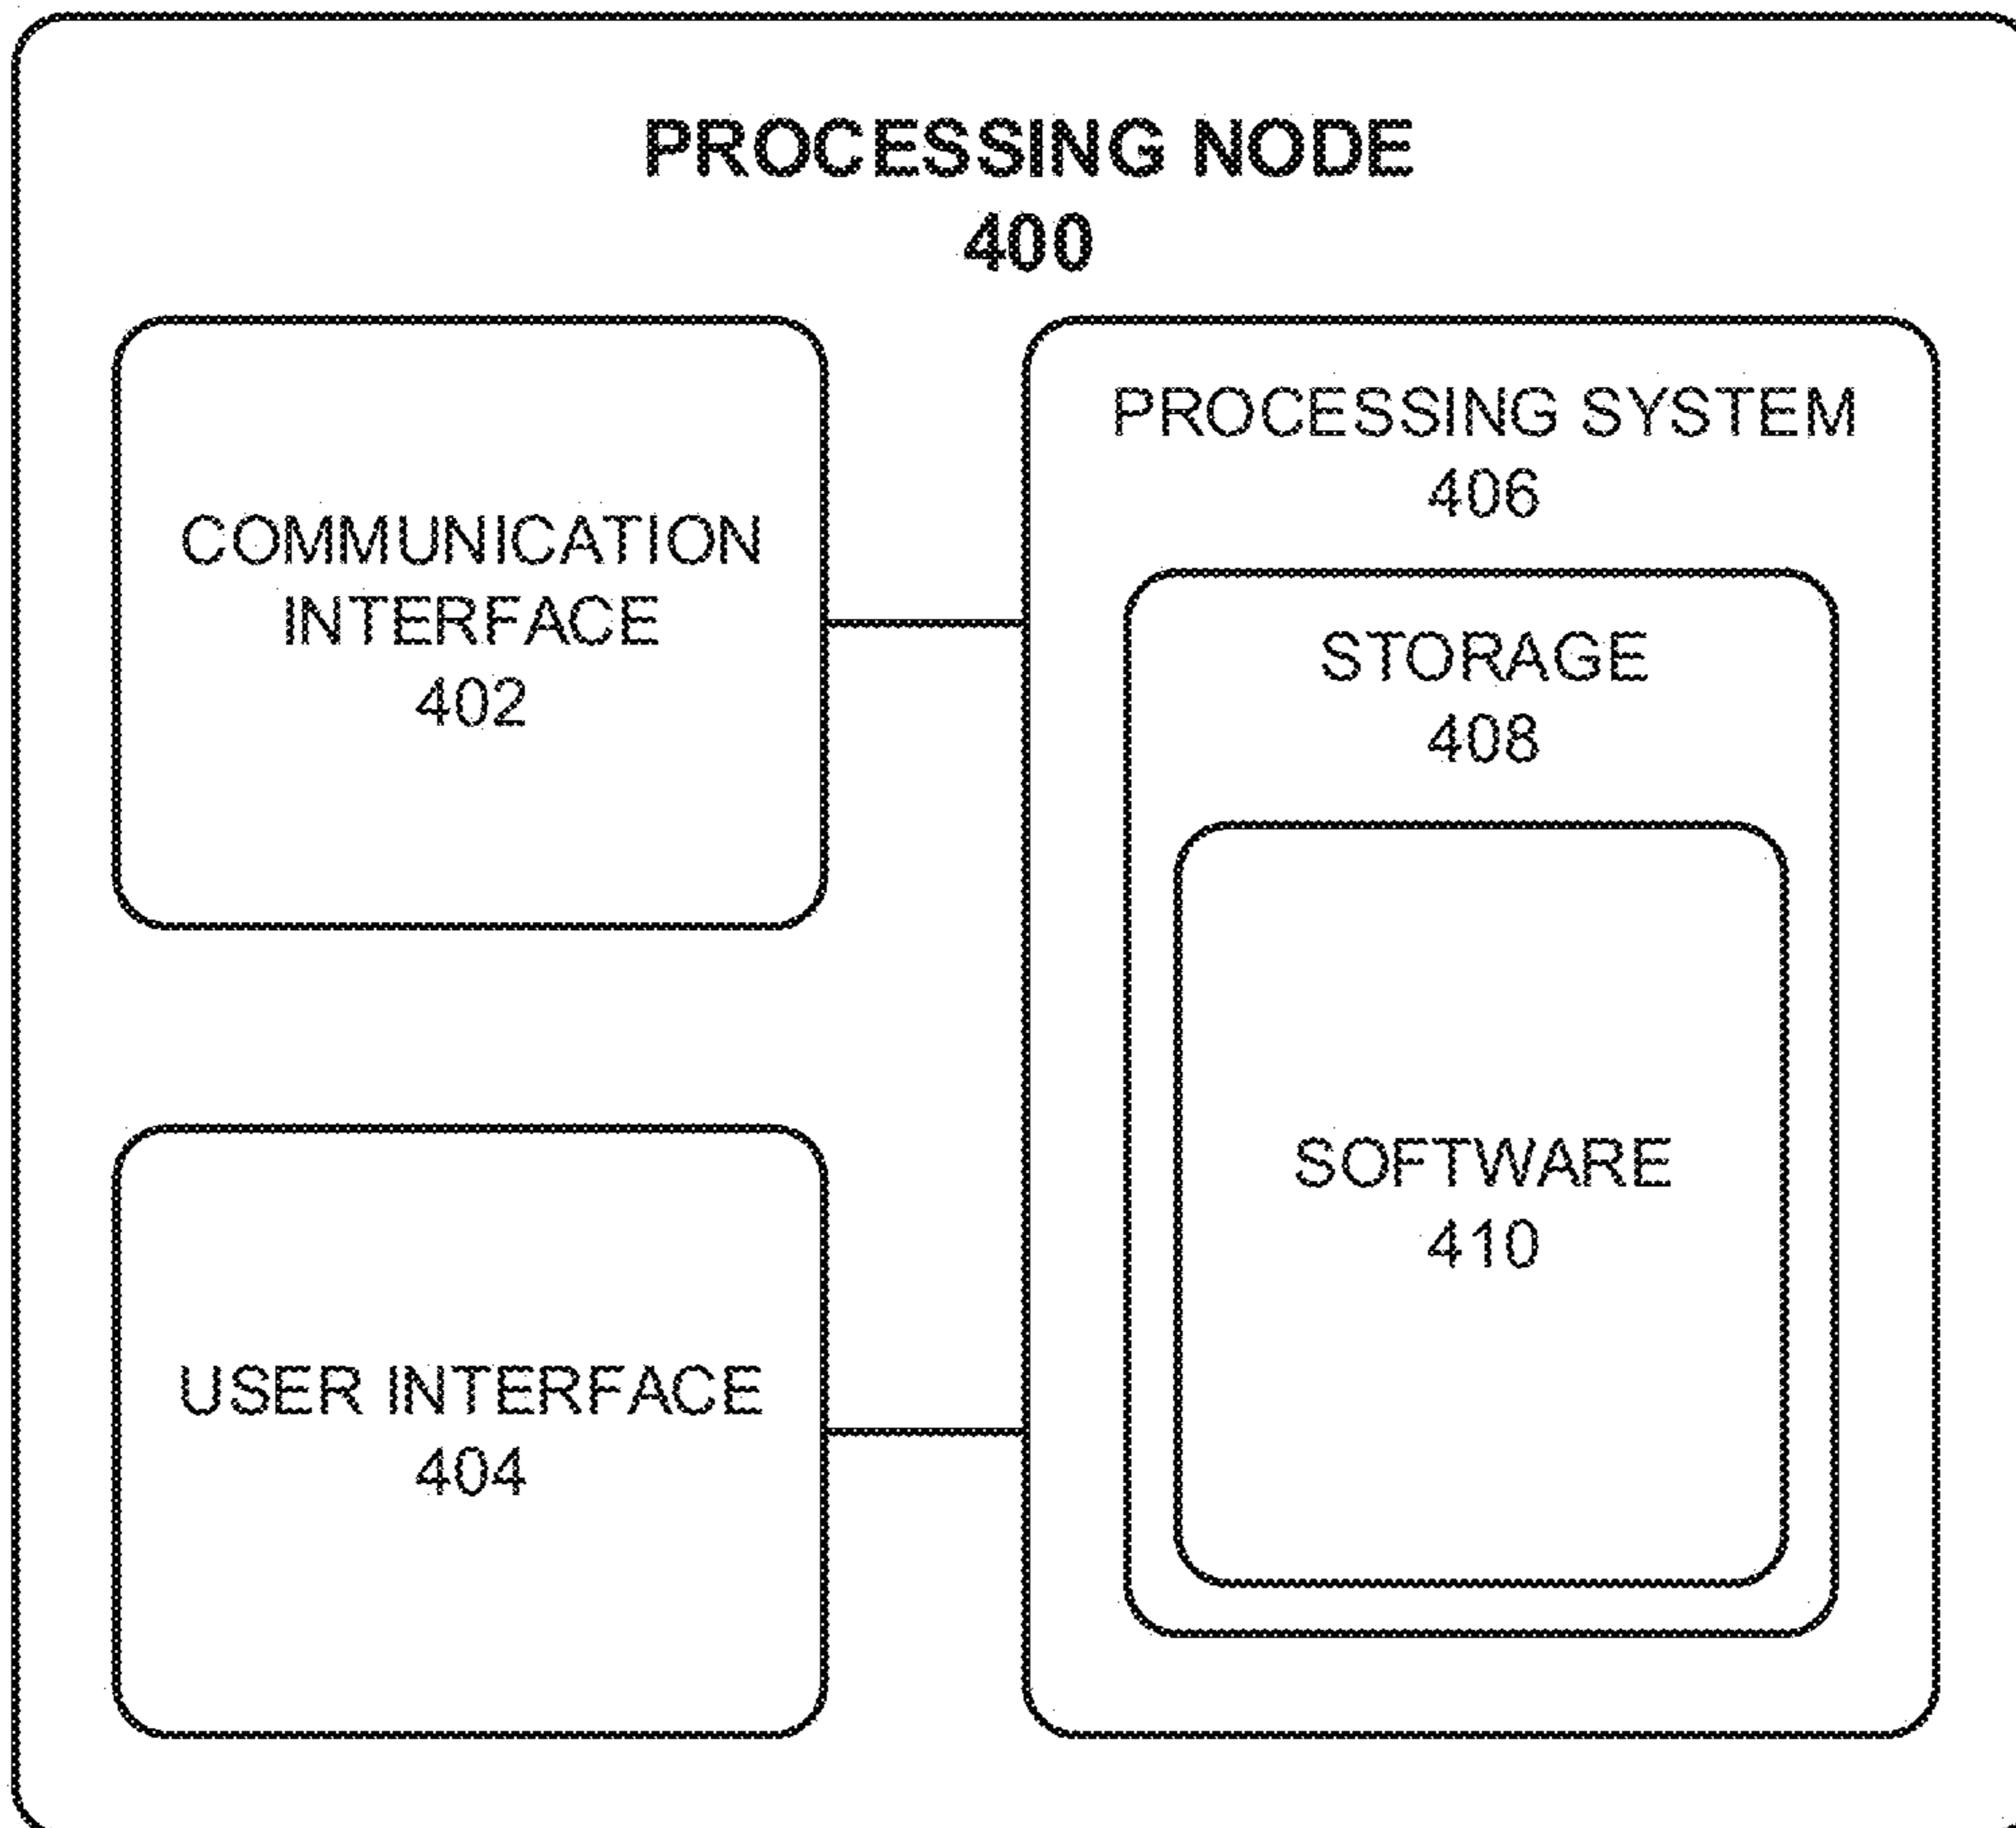 PROCESSING NODE
400
COMMUNICATION
INTERFACE
402
USER INTERFACE
404
PROCESSING SYSTEM
406
STORAGE
408
SOFTWARE
410